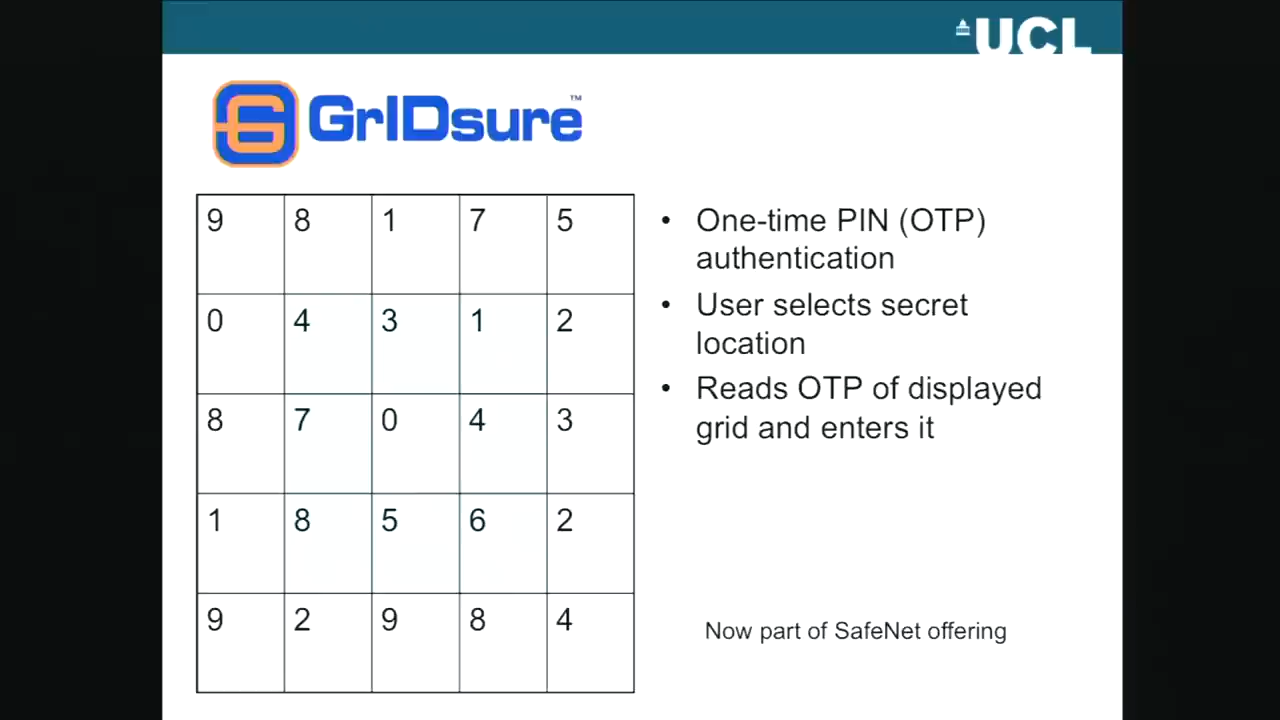 UCL
GrIDsure™
9 8 1 7 5
0 4 3 1 2
8 7 0 4 3
1 8 5 6 2
9 2 9 8 4
• One-time PIN (OTP)
authentication
• User selects secret
location
• Reads OTP of displayed
grid and enters it
Now part of SafeNet offering